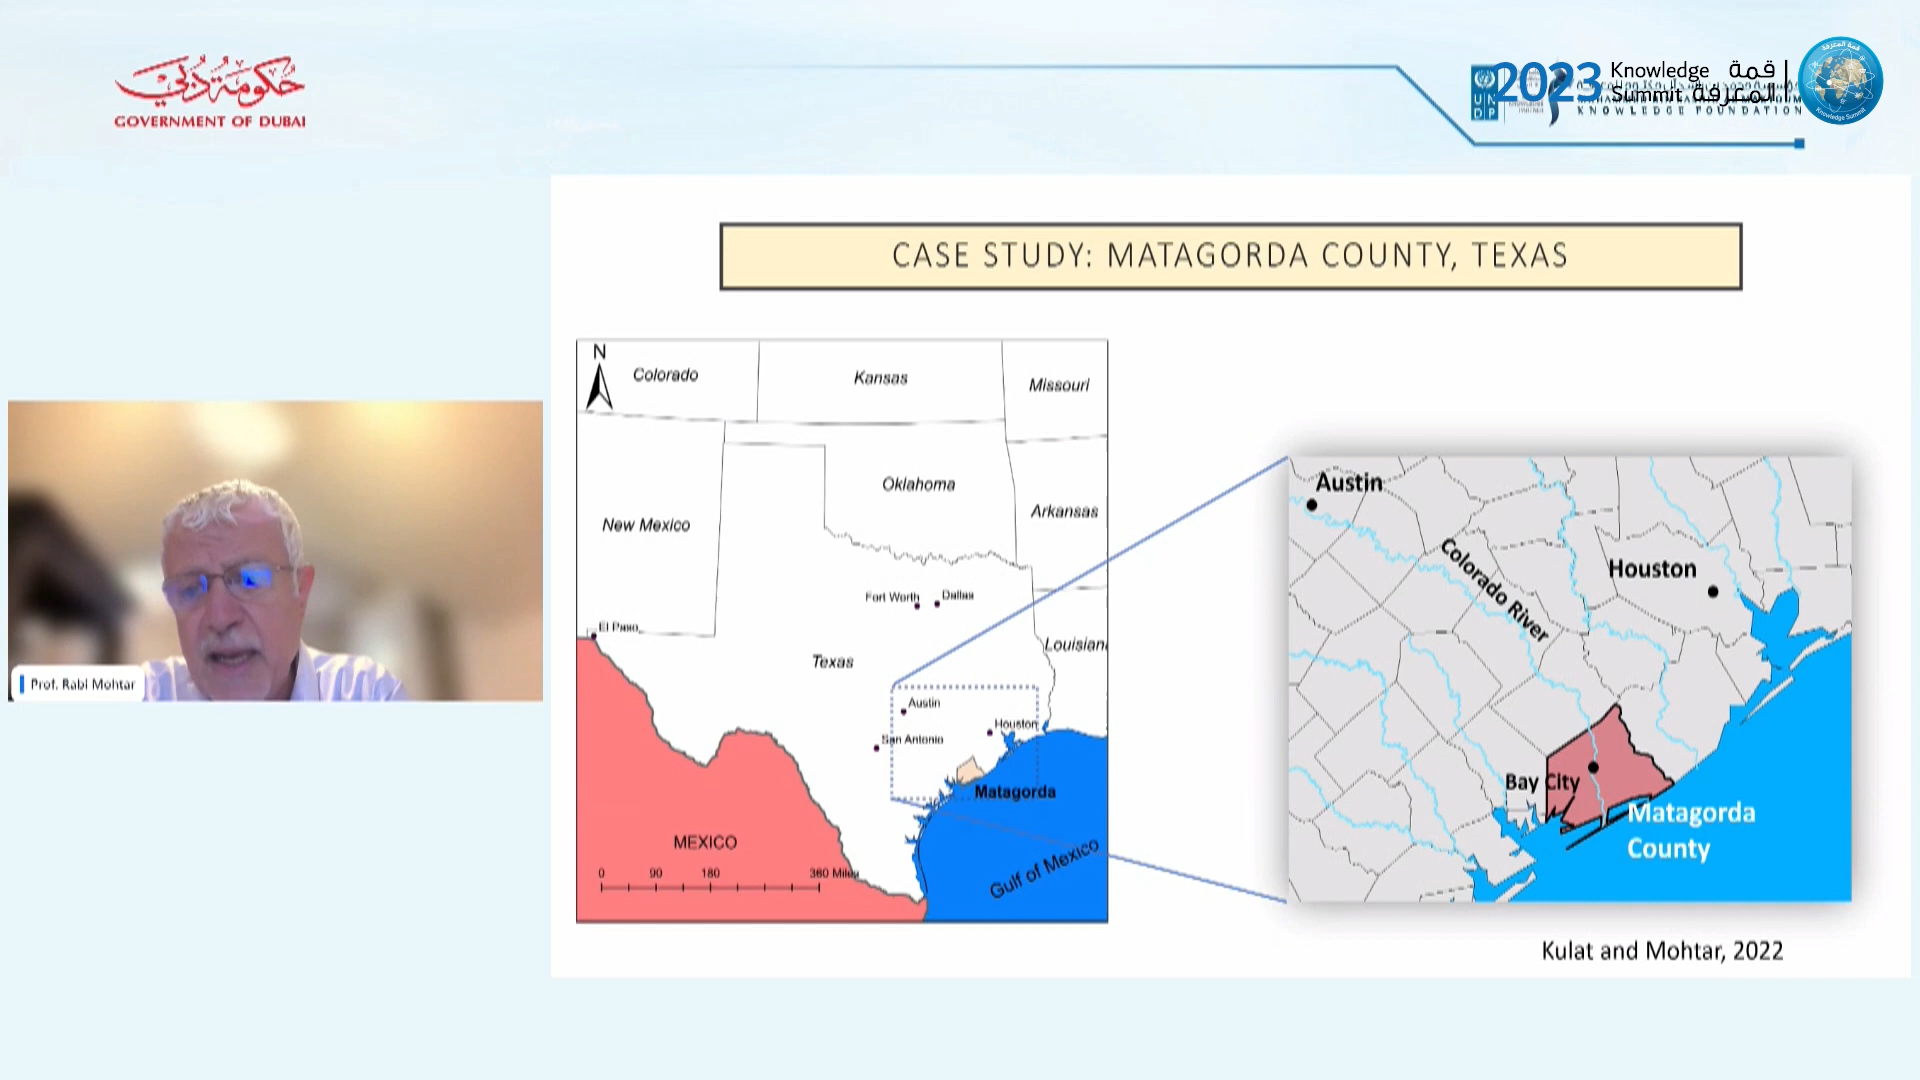 حكومة دبي
GOVERNMENT OF DUBAI
UNDP
2023
Knowledge Summit
قمة المعرفة
KNOWLEDGE FOUNDATION
CASE STUDY: MATAGORDA COUNTY, TEXAS
N
Colorado
Kansas
Missouri
Oklahoma
New Mexico
Arkansas
Fort Worth
Dallas
El Paso
Louisian
Texas
Austin
Houston
San Antonio
Matagorda
MEXICO
Gulf of Mexico
0 90 180 360 Miles
Austin
Colorado River
Houston
Bay City
Matagorda
County
Kulat and Mohtar, 2022
Prof. Rabi Mohtar